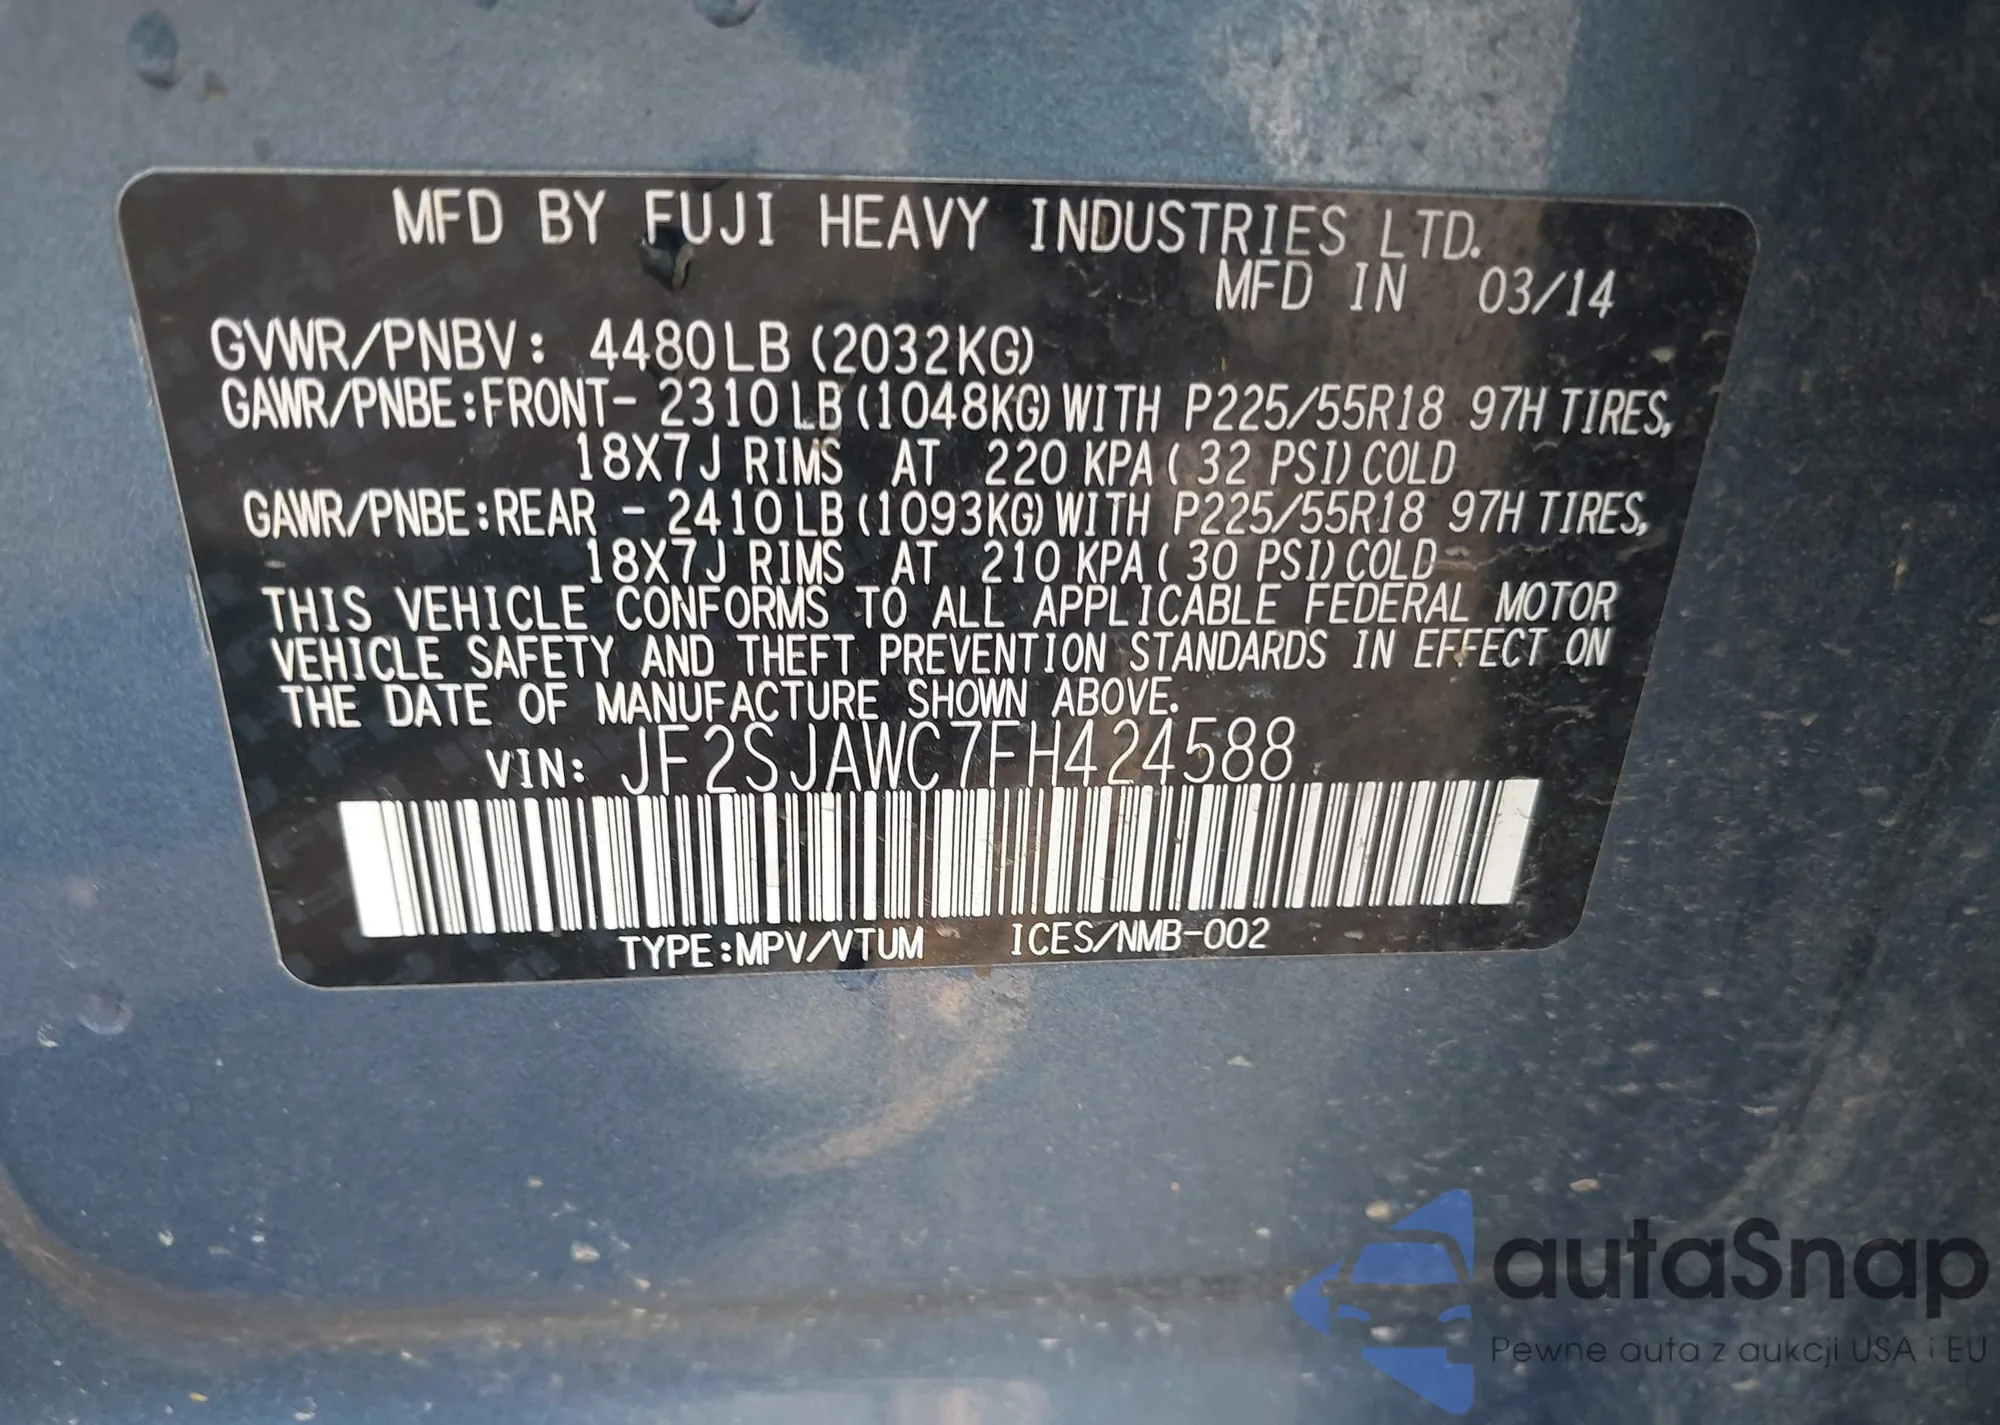 MFD BY FUJI HEAVY INDUSTRIES LTD.
MFD IN 03/14
GVWR/PNBV: 4480LB (2032KG)
GAWR/PNBE:FRONT- 2310LB(1048KG)WITH P225/55R18 97H TIRES,
18X7J RIMS AT 220 KPA( 32 PSI)COLD
GAWR/PNBE:REAR - 2410LB(1093KG)WITH P225/55R18 97H TIRES,
18X7J RIMS AT 210 KPA( 30 PSI)COLD
THIS VEHICLE CONFORMS TO ALL APPLICABLE FEDERAL MOTOR
VEHICLE SAFETY AND THEFT PREVENTION STANDARDS IN EFFECT ON
THE DATE OF MANUFACTURE SHOWN ABOVE.
VIN: JF2SJAWC7FH424588
TYPE:MPV/VTUM ICES/NMB-002
autaSnap
Pewne auta z aukcji USA i EU